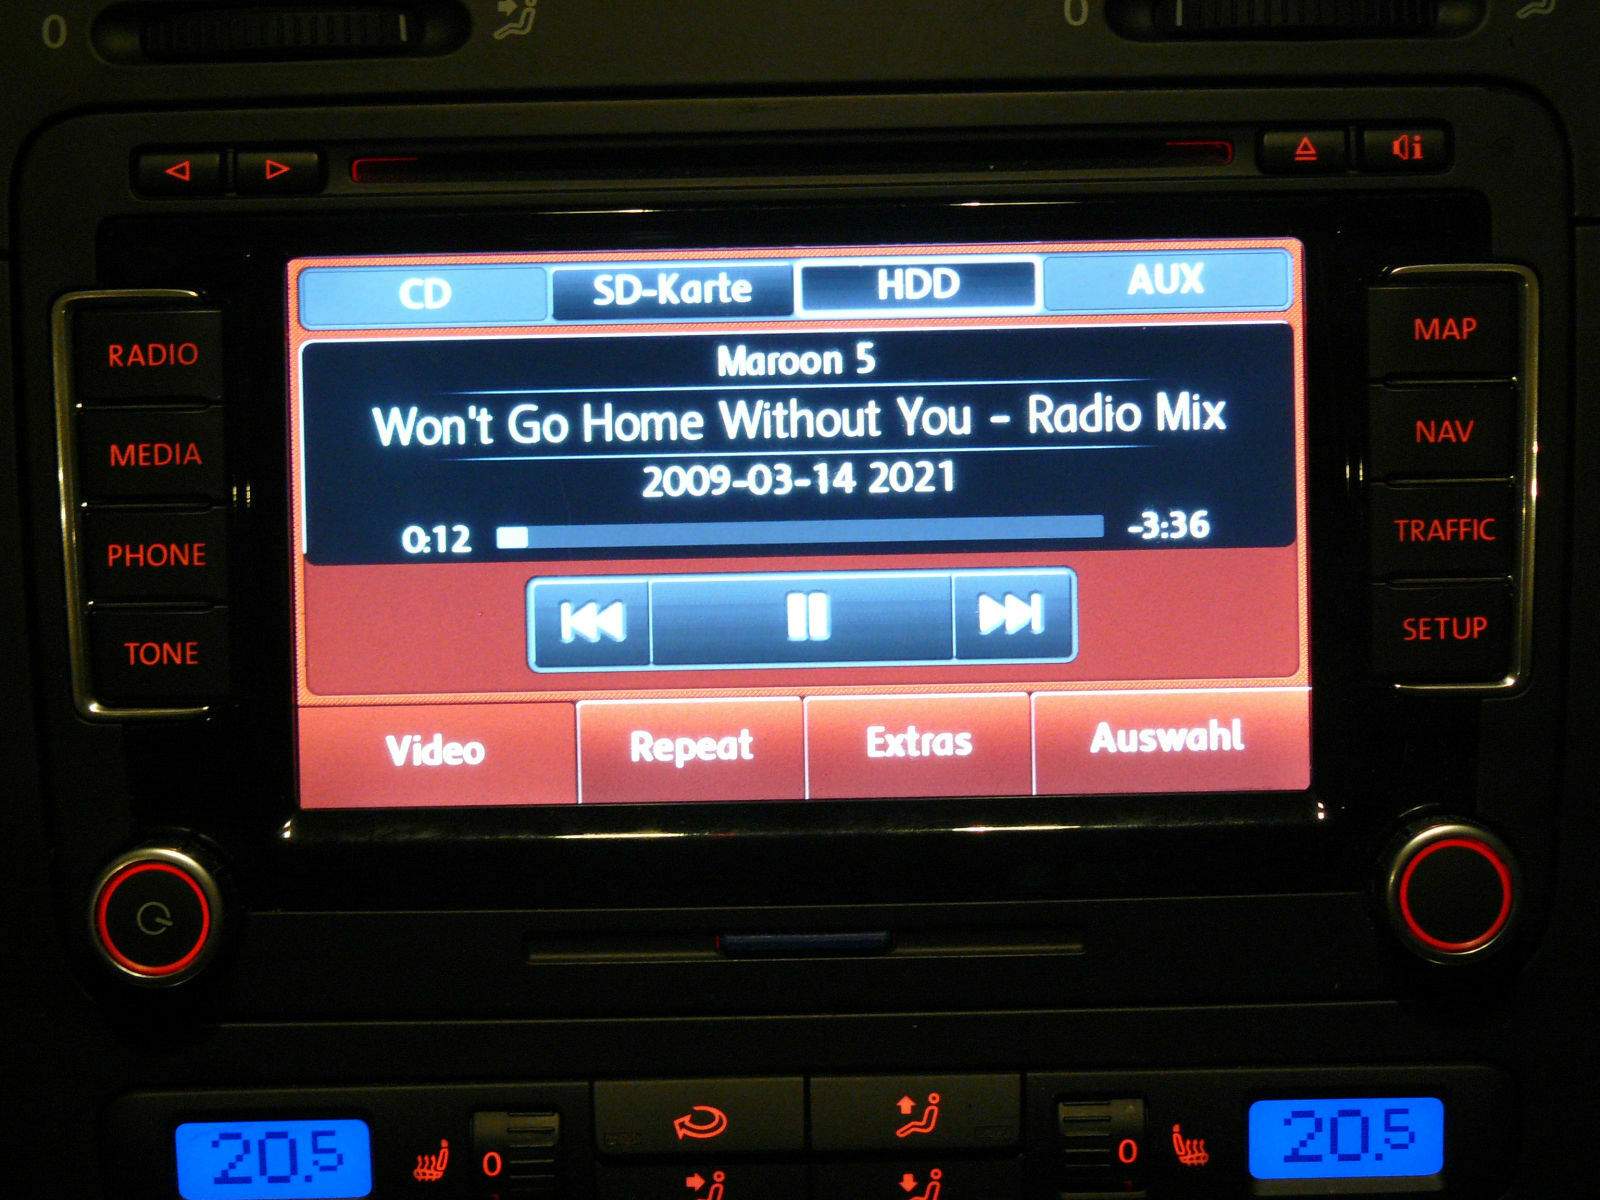 0
0
CD SD-Karte HDD AUX
Maroon 5
Won't Go Home Without You - Radio Mix
2009-03-14 2021
0:12 -3:36
Video Repeat Extras Auswahl
RADIO
MEDIA
PHONE
TONE
MAP
NAV
TRAFFIC
SETUP
20.5
0
0
20.5